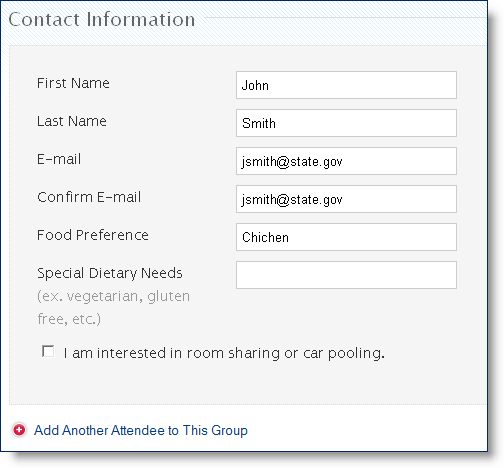 Contact Information
First Name John
Last Name Smith
E-mail jsmith@state.gov
Confirm E-mail jsmith@state.gov
Food Preference Chichen
Special Dietary Needs
(ex. vegetarian, gluten
free, etc.)
I am interested in room sharing or car pooling.
Add Another Attendee to This Group